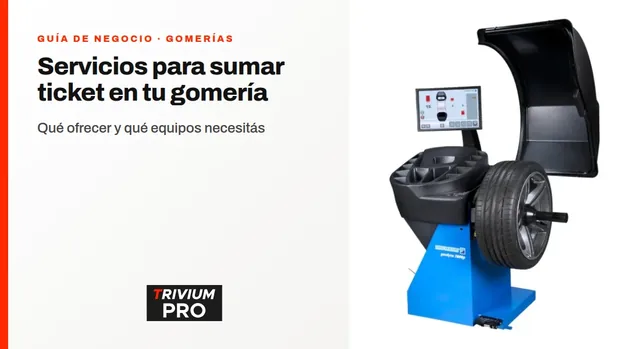 GUÍA DE NEGOCIO · GOMERÍAS
Servicios para sumar
ticket en tu gomería
Qué ofrecer y qué equipos necesitás
TRIVIUM
PRO